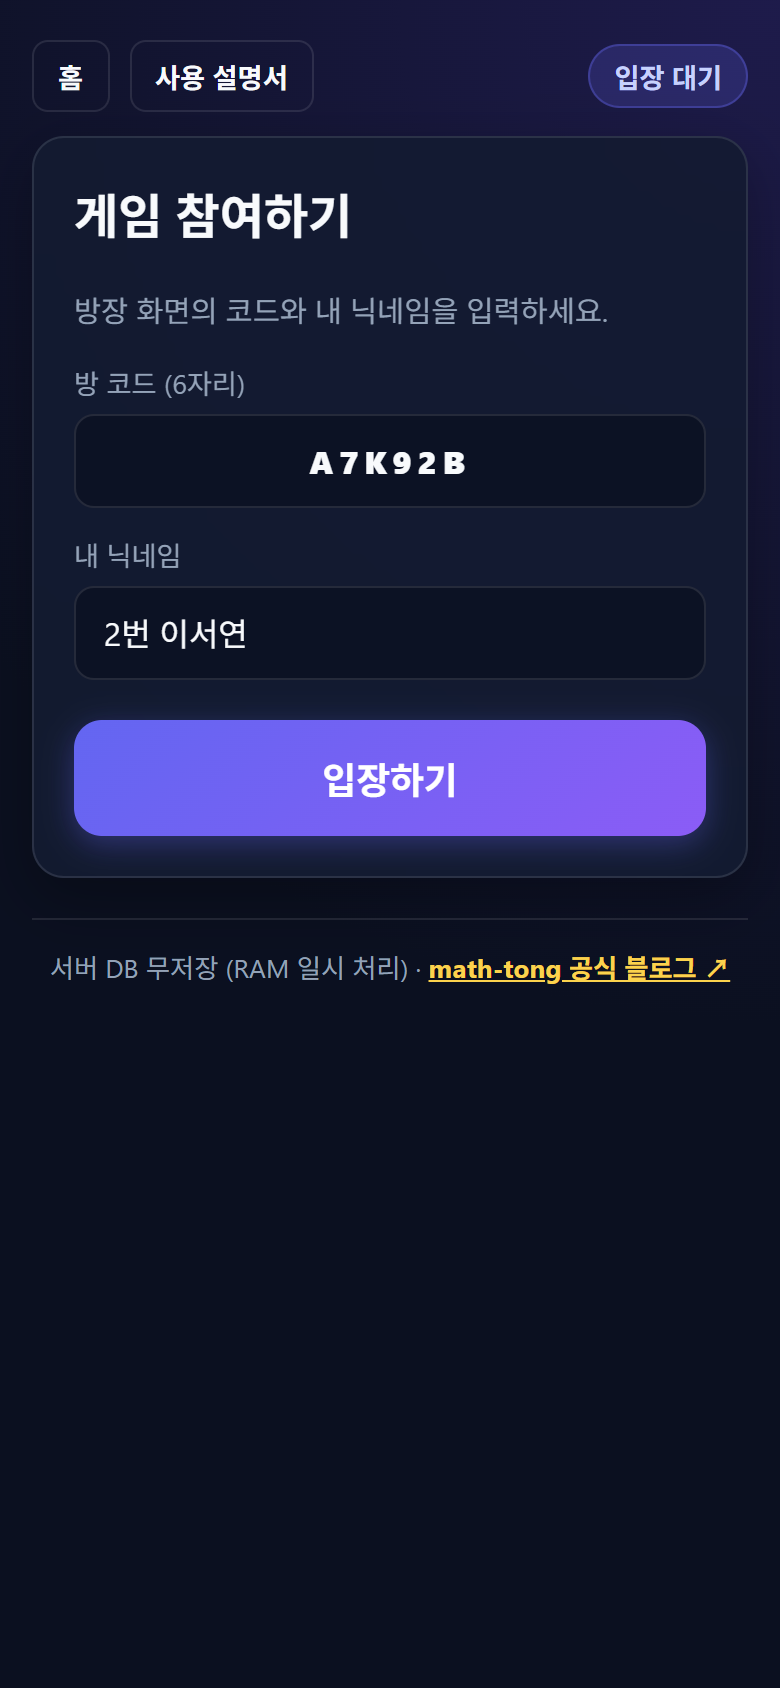 홈 사용 설명서 입장 대기
게임 참여하기
방장 화면의 코드와 내 닉네임을 입력하세요.
방 코드 (6자리)
A7K92B
내 닉네임
2번 이서연
입장하기
서버 DB 무저장 (RAM 일시 처리) · math-tong 공식 블로그 ↗